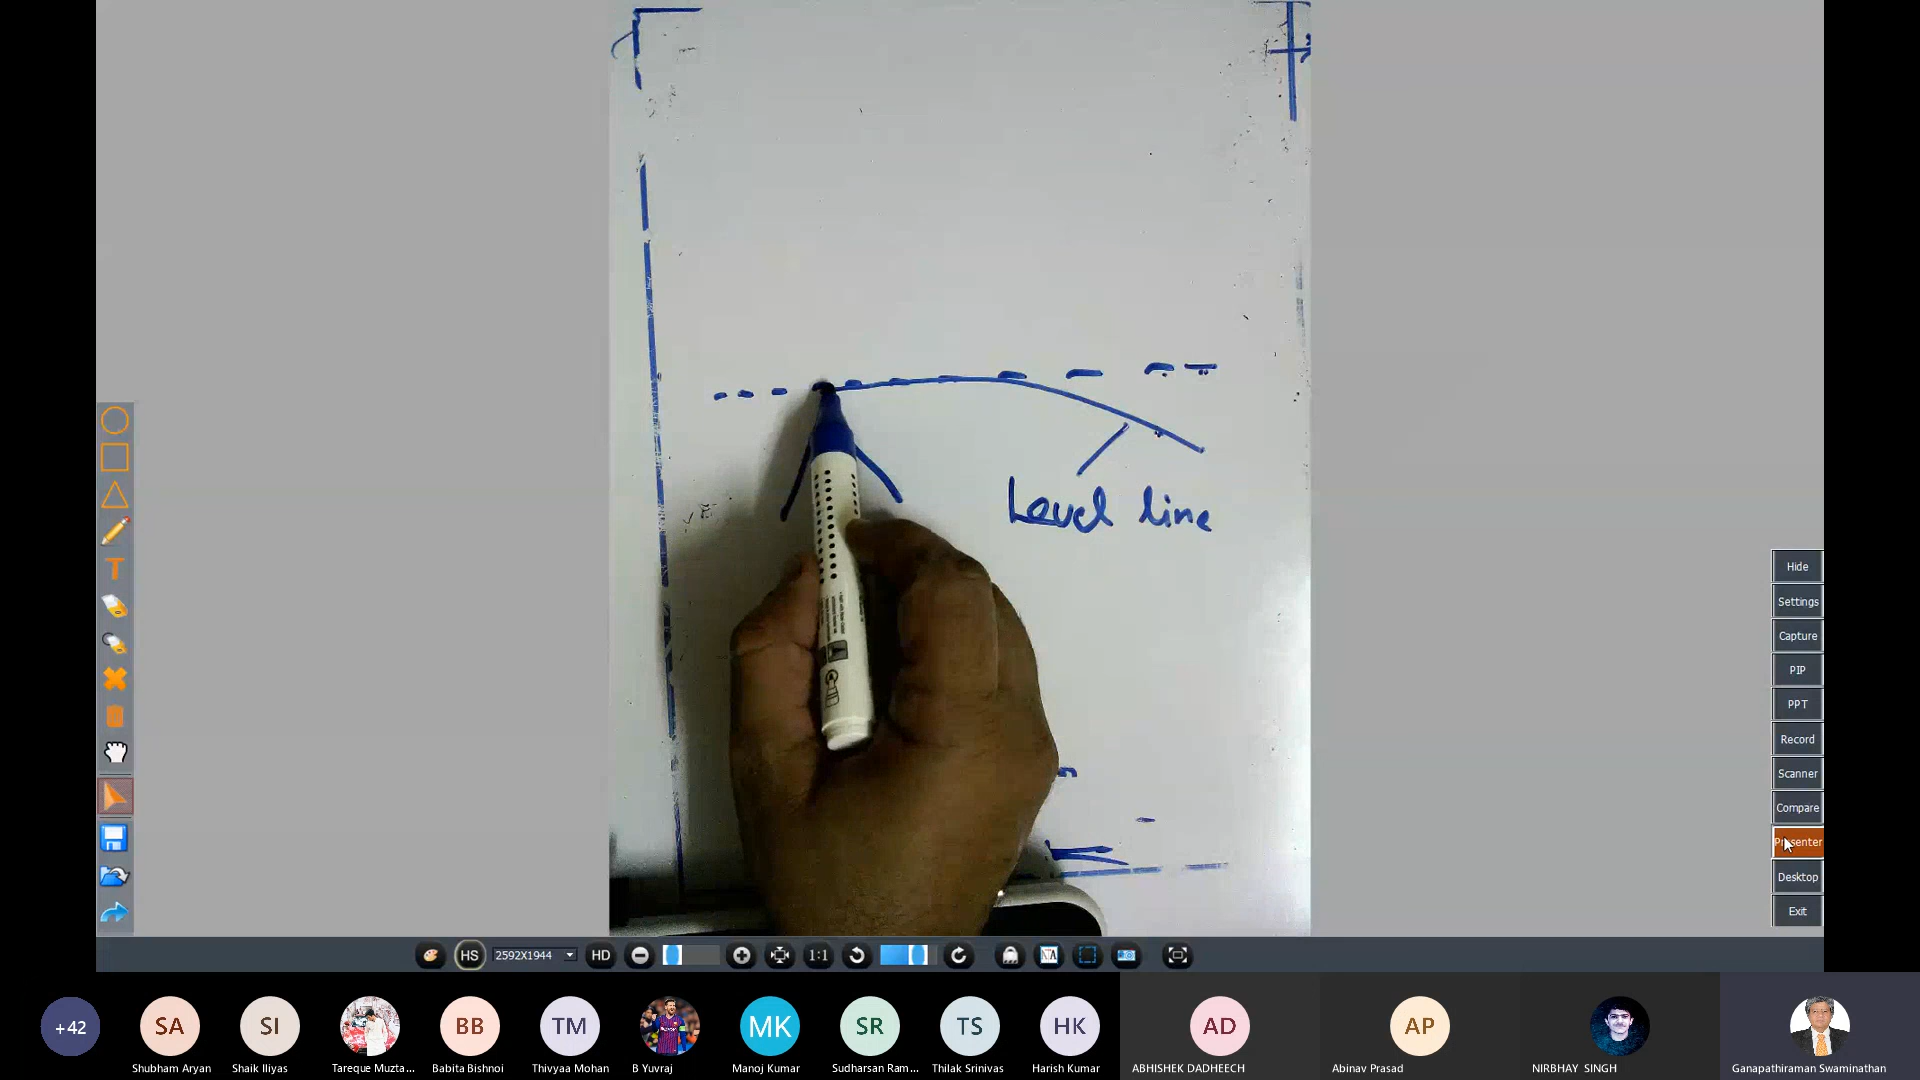 Level line
Hide
Settings
Capture
PIP
PPT
Record
Scanner
Compare
Presenter
Desktop
Exit
T
HS
2592X1944
HD
1:1
+42
SA
SI
BB
TM
MK
SR
TS
HK
AD
AP
Shubham Aryan
Shaik Iliyas
Tareque Muzta...
Babita Bishnoi
Thivyaa Mohan
B Yuvraj
Manoj Kumar
Sudharsan Ram...
Thilak Srinivas
Harish Kumar
ABHISHEK DADHEECH
Abinav Prasad
NIRBHAY SINGH
Ganapathiraman Swaminathan